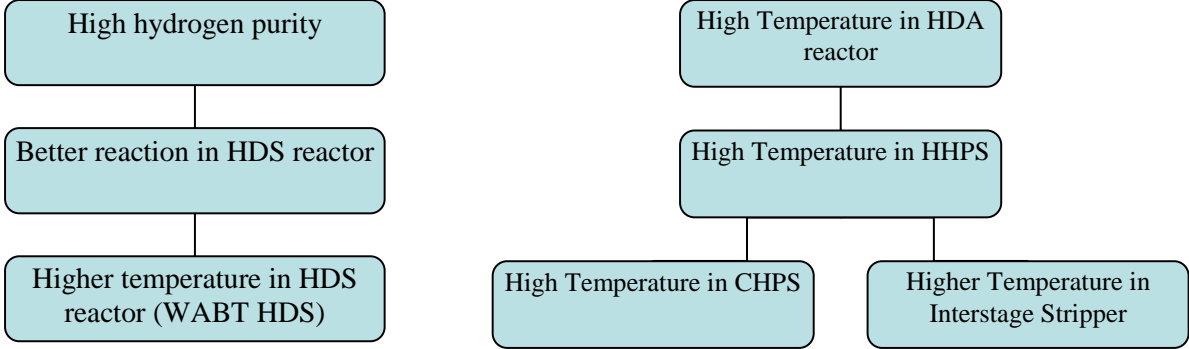 High hydrogen purity
Better reaction in HDS reactor
Higher temperature in HDS
reactor (WABT HDS)
High Temperature in HDA
reactor
High Temperature in HHPS
High Temperature in CHPS
Higher Temperature in
Interstage Stripper